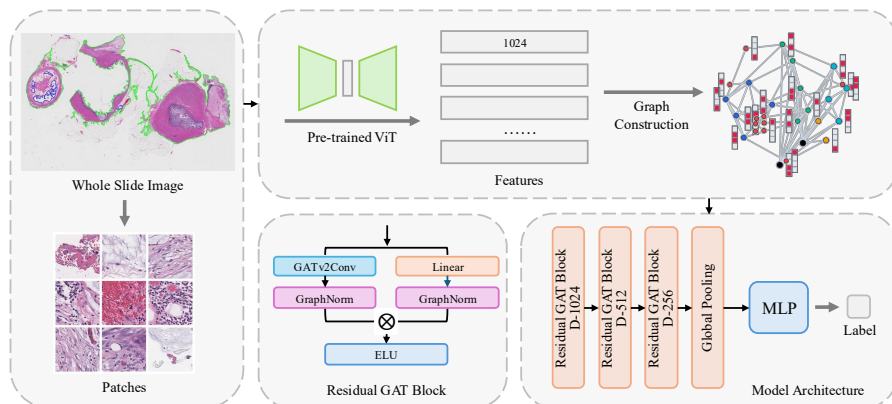 Whole Slide Image
Patches
Pre-trained ViT
1024
......
Features
Graph
Construction
GATv2Conv
Linear
GraphNorm
GraphNorm
ELU
Residual GAT Block
Residual GAT Block
D-1024
Residual GAT Block
D-512
Residual GAT Block
D-256
Global Pooling
MLP
Label
Model Architecture